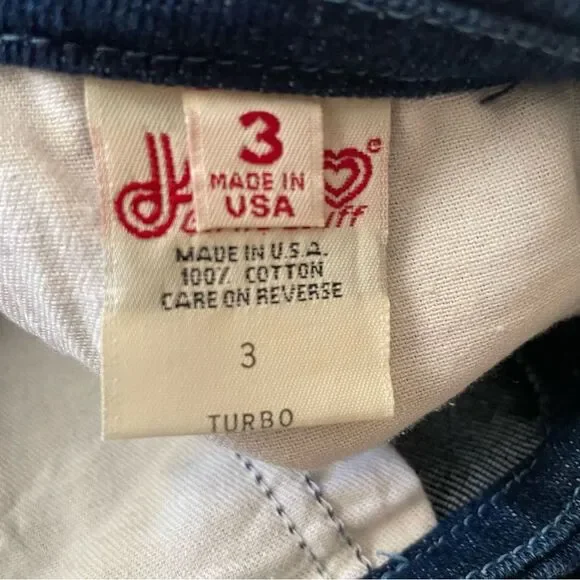 3
MADE IN
USA
MADE IN U.S.A.
100% COTTON
CARE ON REVERSE
3
TURBO